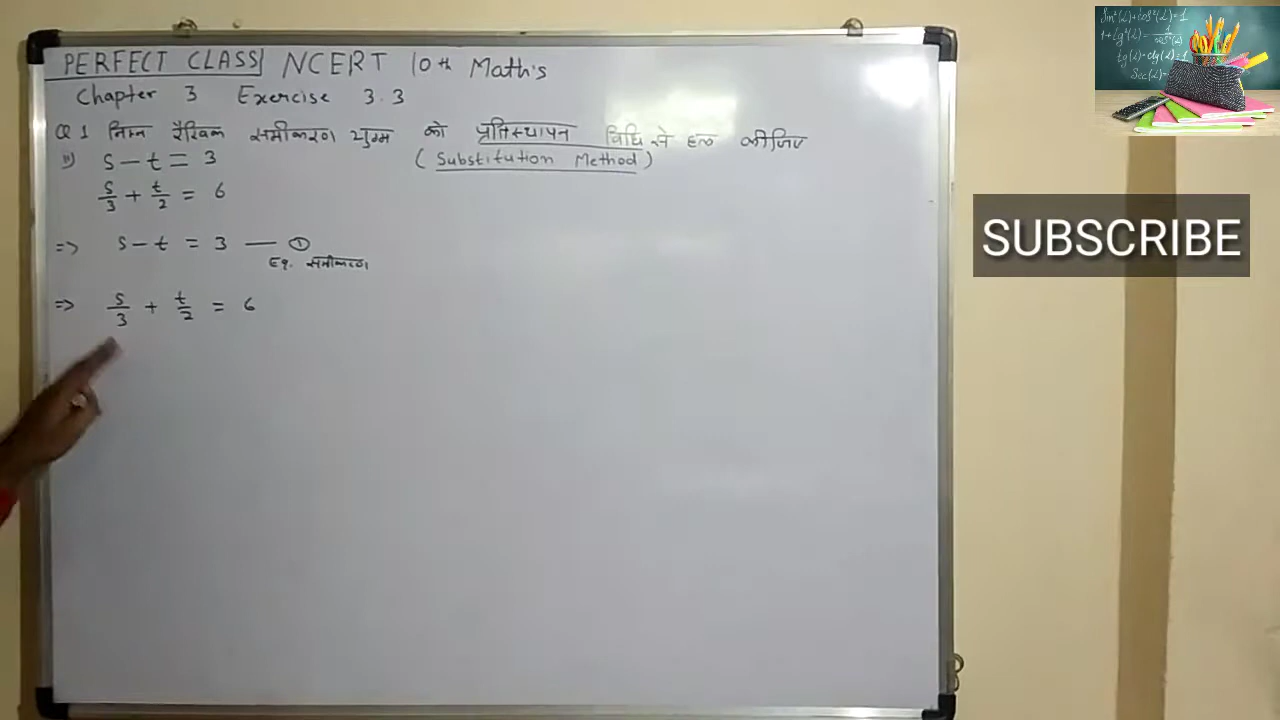 PERFECT CLASS NCERT 10th Math's
Chapter 3 Exercise 3.3
Q 1 निम्न रैखिक समीकरण युग्म को प्रतिस्थापन विधि से हल कीजिए
ii) s - t = 3 (Substitution Method)
s/3 + t/2 = 6
=> s - t = 3 — ①
Eq. समीकरण
=> s/3 + t/2 = 6
SUBSCRIBE